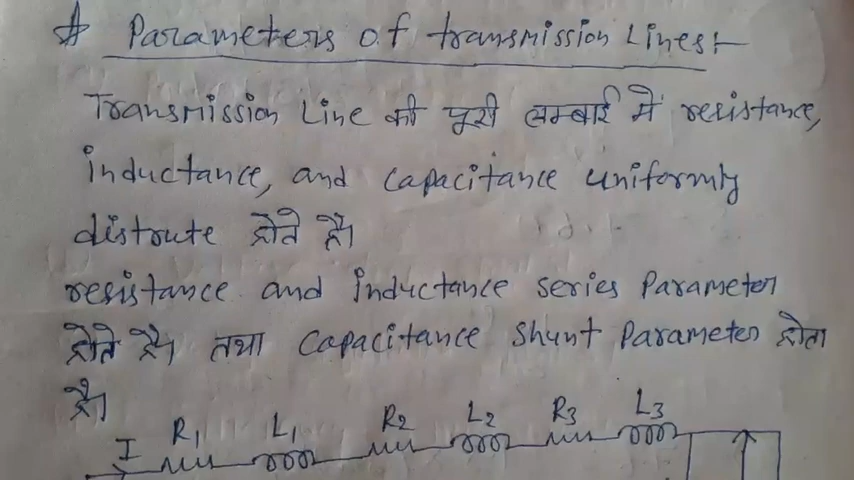 # Parameters of transmission Lines:-
Transmission Line की पूरी लम्बाई में resistance,
inductance, and capacitance uniformly
distroute होते है।
resistance and inductance series Parameter
होते है। तथा Capacitance Shunt Parameter होता
है।
I R1 L1 R2 L2 R3 L3